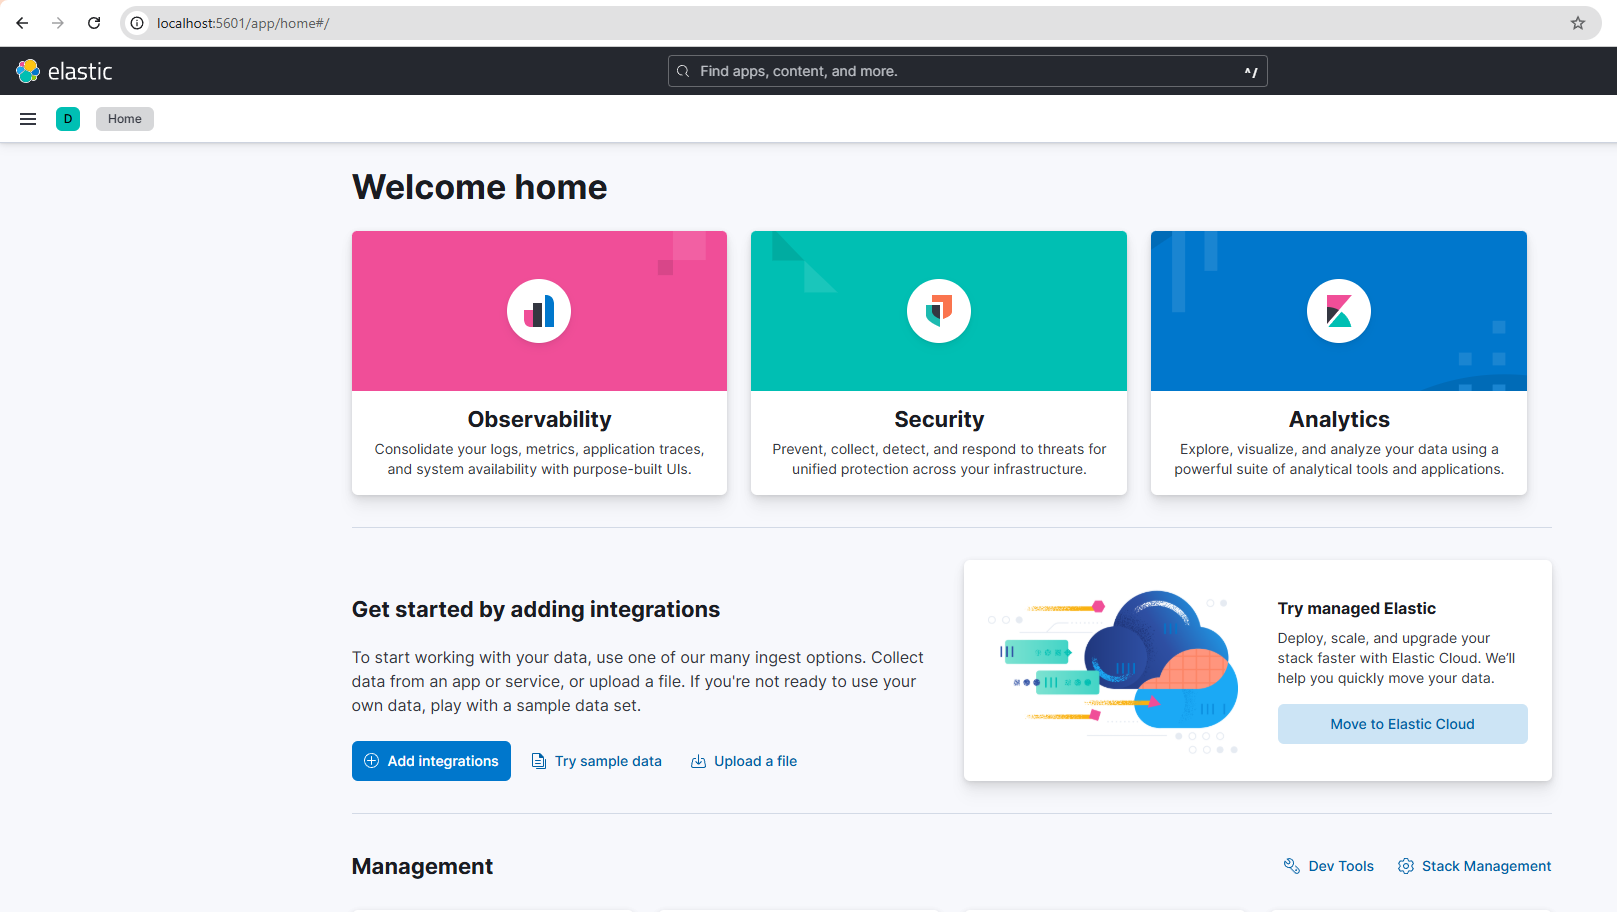 localhost:5601/app/home#/
elastic
Find apps, content, and more.
^/
D
Home
Welcome home
Observability
Consolidate your logs, metrics, application traces,
and system availability with purpose-built UIs.
Security
Prevent, collect, detect, and respond to threats for
unified protection across your infrastructure.
Analytics
Explore, visualize, and analyze your data using a
powerful suite of analytical tools and applications.
Get started by adding integrations
To start working with your data, use one of our many ingest options. Collect
data from an app or service, or upload a file. If you're not ready to use your
own data, play with a sample data set.
Add integrations
Try sample data
Upload a file
Try managed Elastic
Deploy, scale, and upgrade your
stack faster with Elastic Cloud. We’ll
help you quickly move your data.
Move to Elastic Cloud
Management
Dev Tools
Stack Management